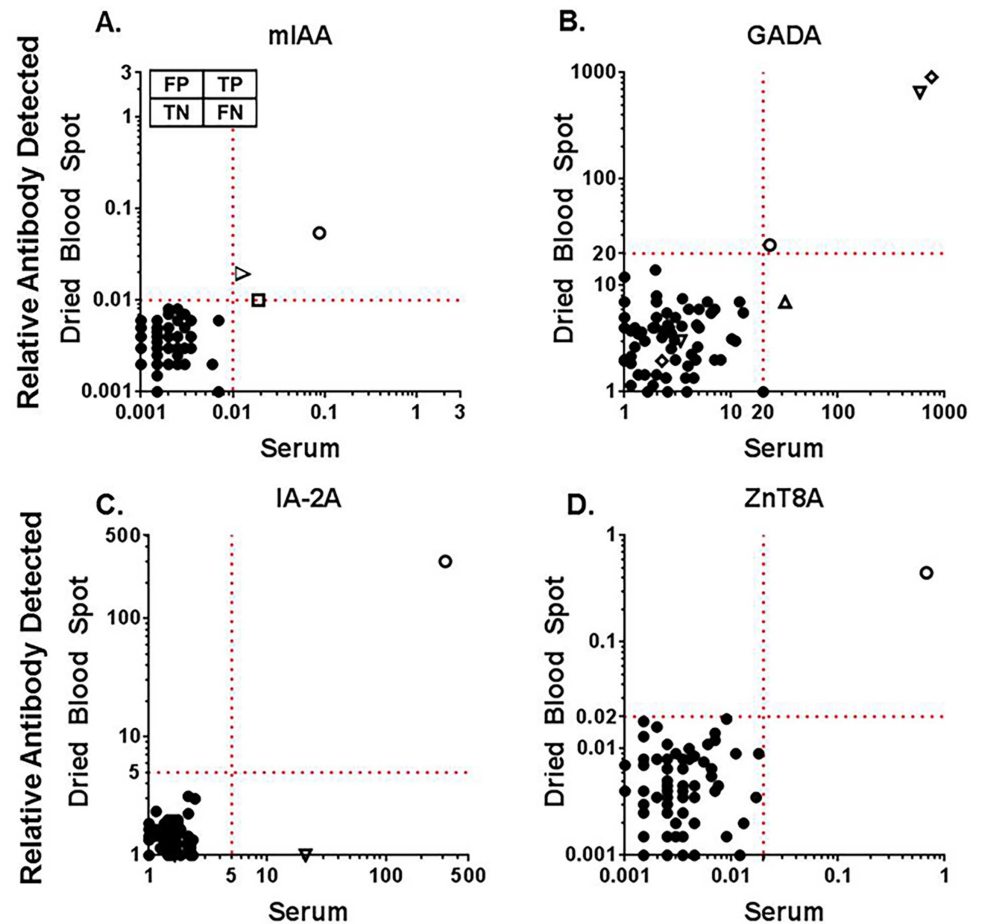 A.
mIAA
Relative Antibody Detected
Dried Blood Spot
FP TP
TN FN
3
1
0.1
0.01
0.001
0.001 0.01 0.1 1 3
Serum
B.
GADA
Dried Blood Spot
1000
100
20
10
1
1 10 20 100 1000
Serum
C.
IA-2A
Relative Antibody Detected
Dried Blood Spot
500
100
10
5
1
1 5 10 100 500
Serum
D.
ZnT8A
Dried Blood Spot
1
0.1
0.02
0.01
0.001
0.001 0.01 0.1 1
Serum